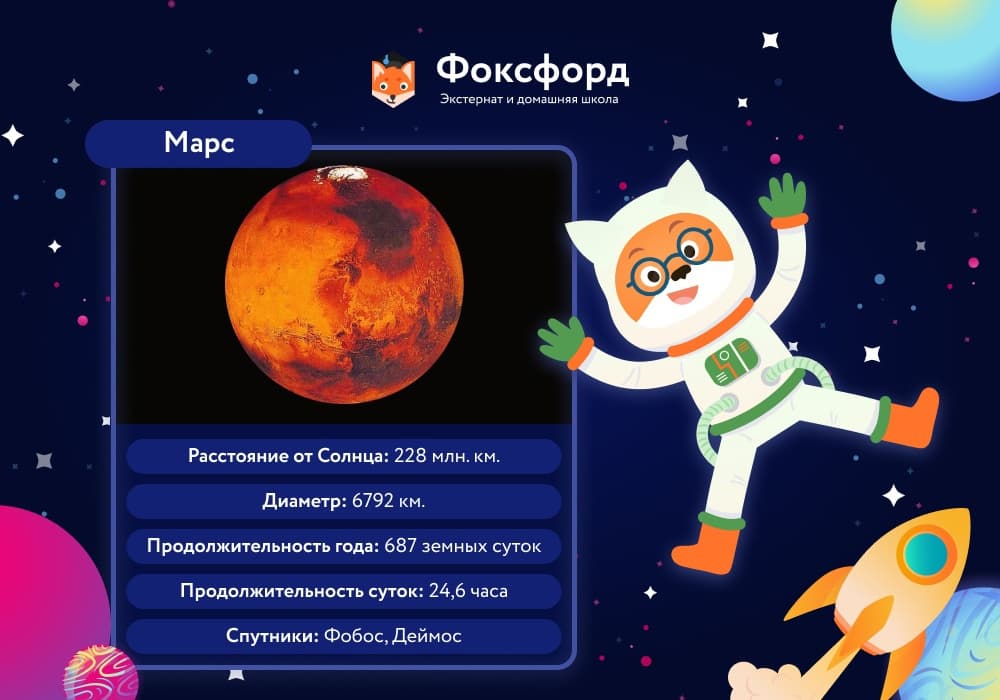 Фоксфорд
Экстернат и домашняя школа
Марс
Расстояние от Солнца: 228 млн. км.
Диаметр: 6792 км.
Продолжительность года: 687 земных суток
Продолжительность суток: 24,6 часа
Спутники: Фобос, Деймос